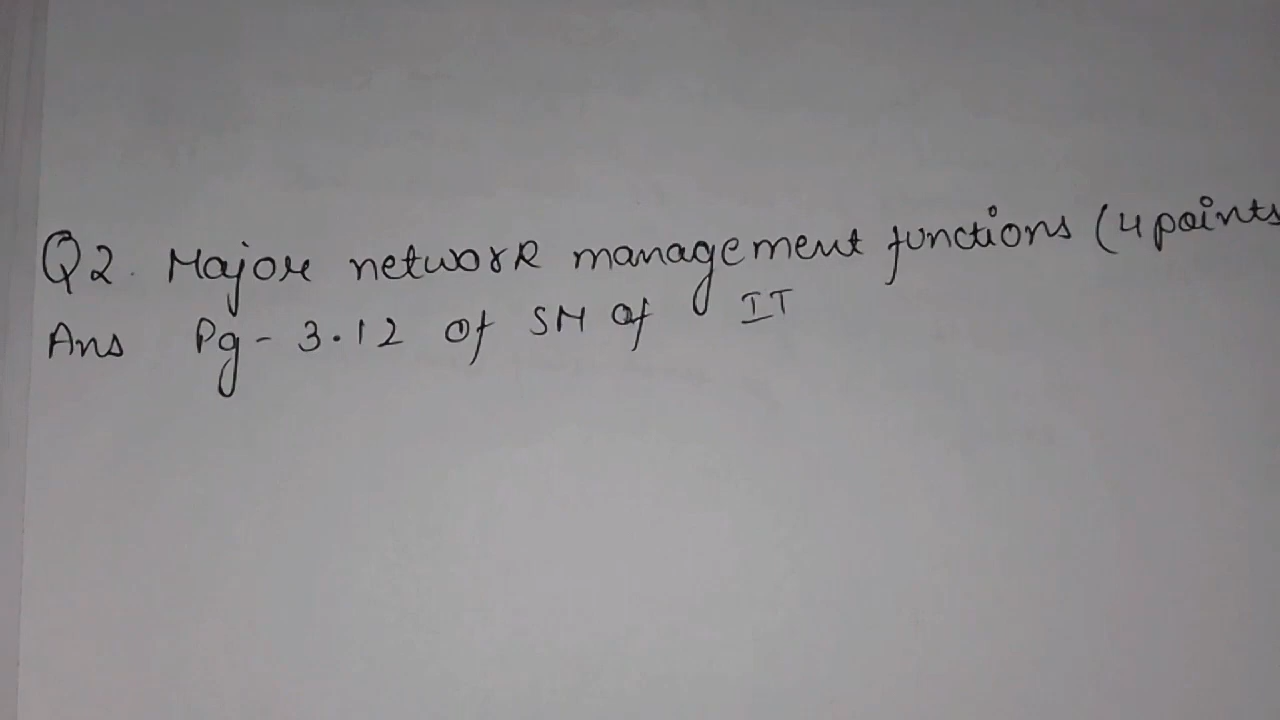 Q2. Major network management functions (4 points
Ans Pg - 3.12 of SM of IT